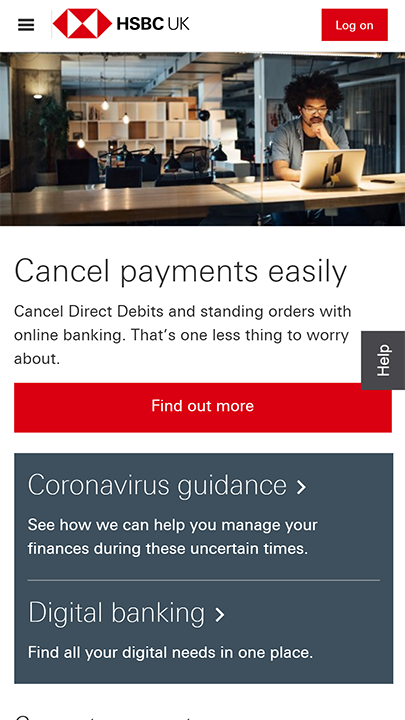 HSBC UK
Log on
Cancel payments easily
Cancel Direct Debits and standing orders with
online banking. That's one less thing to worry
about.
Help
Find out more
Coronavirus guidance
See how we can help you manage your
finances during these uncertain times.
Digital banking
Find all your digital needs in one place.